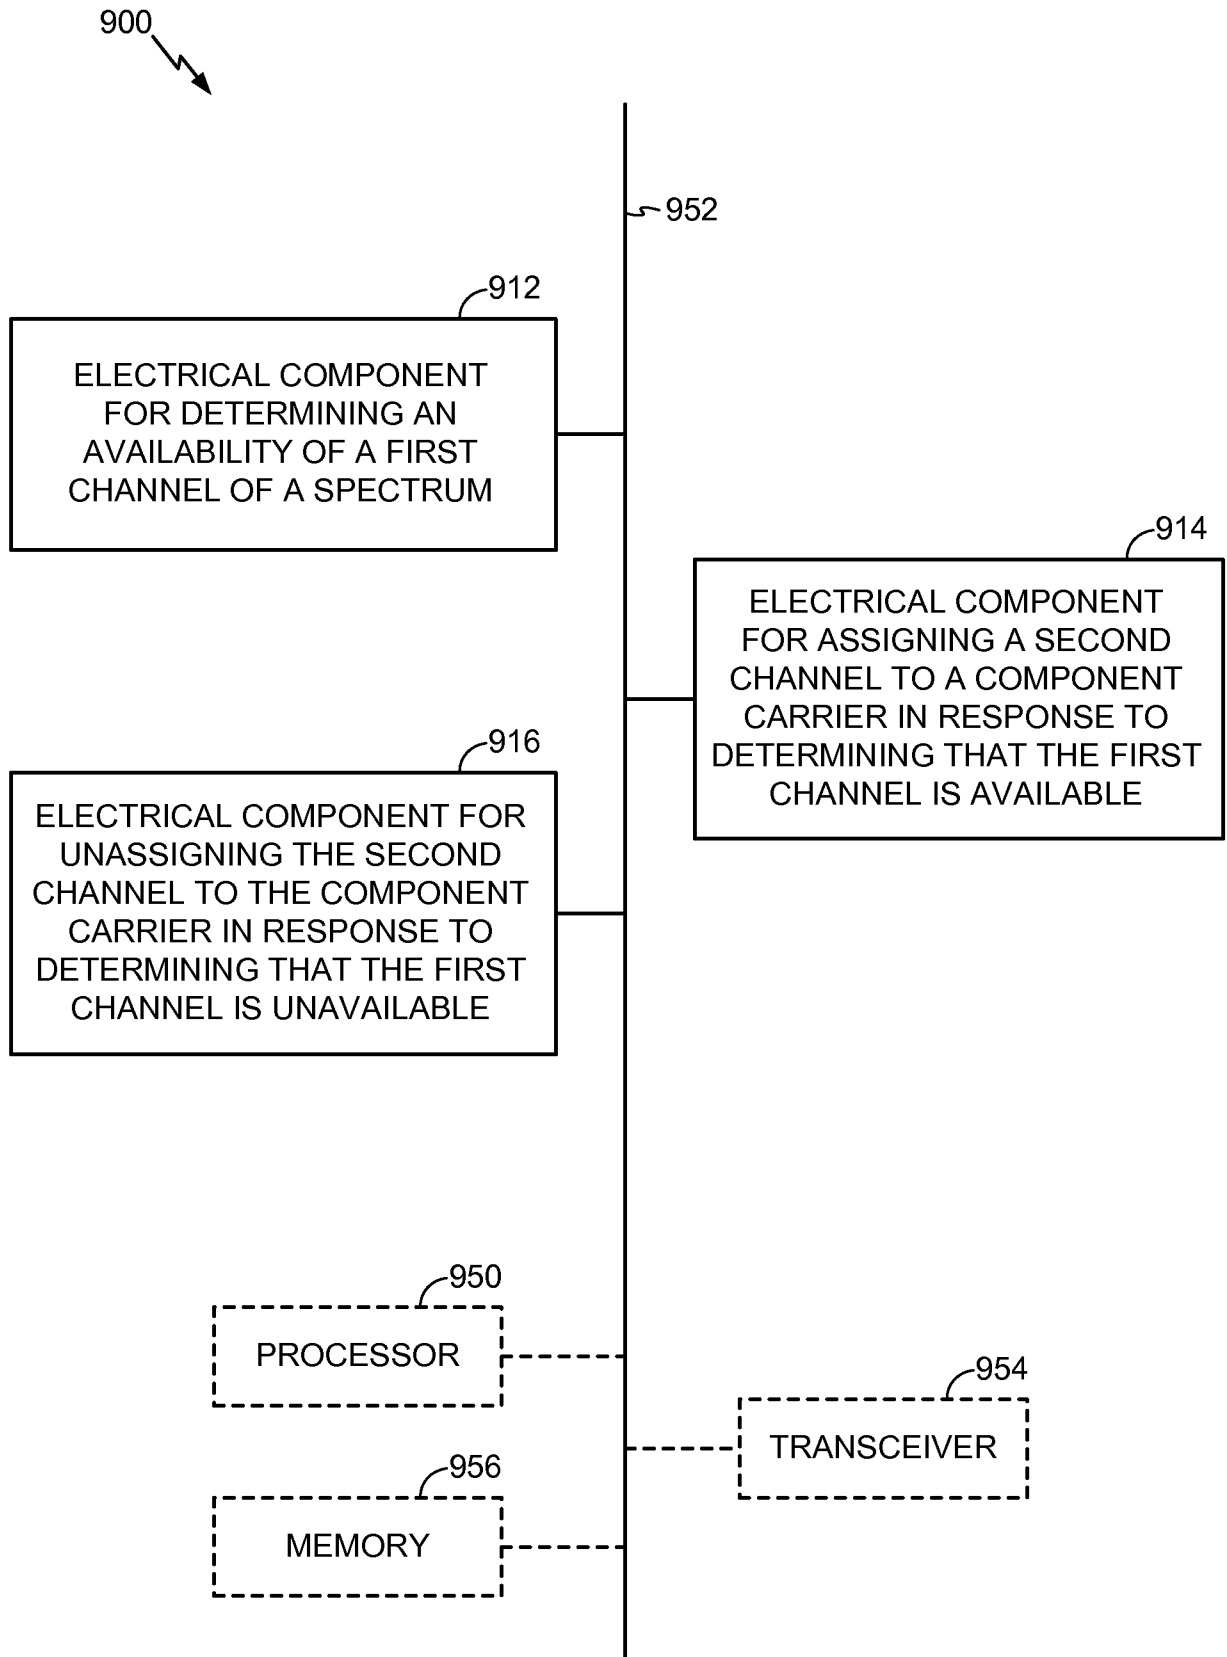 900
952
912
ELECTRICAL COMPONENT
FOR DETERMINING AN
AVAILABILITY OF A FIRST
CHANNEL OF A SPECTRUM
914
ELECTRICAL COMPONENT
FOR ASSIGNING A SECOND
CHANNEL TO A COMPONENT
CARRIER IN RESPONSE TO
DETERMINING THAT THE FIRST
CHANNEL IS AVAILABLE
916
ELECTRICAL COMPONENT FOR
UNASSIGNING THE SECOND
CHANNEL TO THE COMPONENT
CARRIER IN RESPONSE TO
DETERMINING THAT THE FIRST
CHANNEL IS UNAVAILABLE
950
PROCESSOR
954
TRANSCEIVER
956
MEMORY